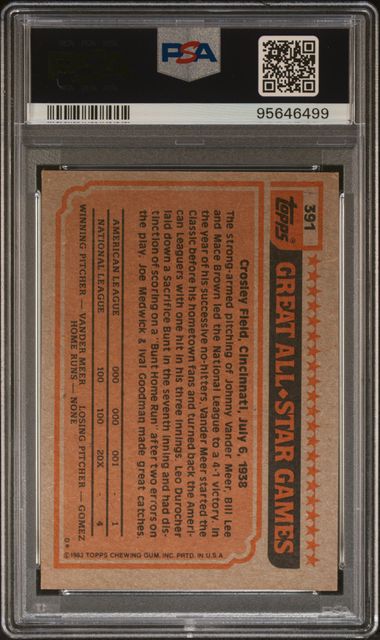 PSA
95646499
391
Topps
GREAT ALL★STAR GAMES
Crosley Field, Cincinnati, July 6, 1938
The strong-armed pitching of Johnny Vander Meer, Bill Lee
and Mace Brown led the National League to a 4-1 victory. In
the year of his successive no-hitters, Vander Meer started the
Classic before his hometown fans and turned back the Ameri-
can Leaguers with one hit in his three innings. Leo Durocher
laid down a Sacrifice Bunt in the seventh inning and had dis-
tinction of scoring on a "Bunt Home Run" after two errors on
the play. Joe Medwick & Ival Goodman made great catches.
AMERICAN LEAGUE 000 000 001 - 1
NATIONAL LEAGUE 100 100 20X - 4
WINNING PITCHER — VANDER MEER LOSING PITCHER — GOMEZ
HOME RUNS — NONE
© 1983 TOPPS CHEWING GUM, INC. PRTD. IN U.S.A.